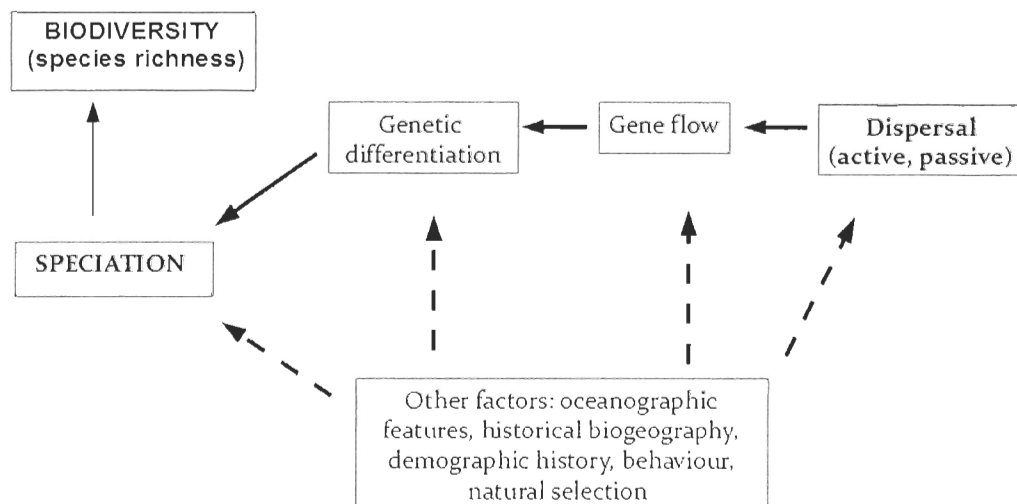 BIODIVERSITY
(species richness)
Genetic
differentiation
Gene flow
Dispersal
(active, passive)
SPECIATION
Other factors: oceanographic
features, historical biogeography,
demographic history, behaviour,
natural selection